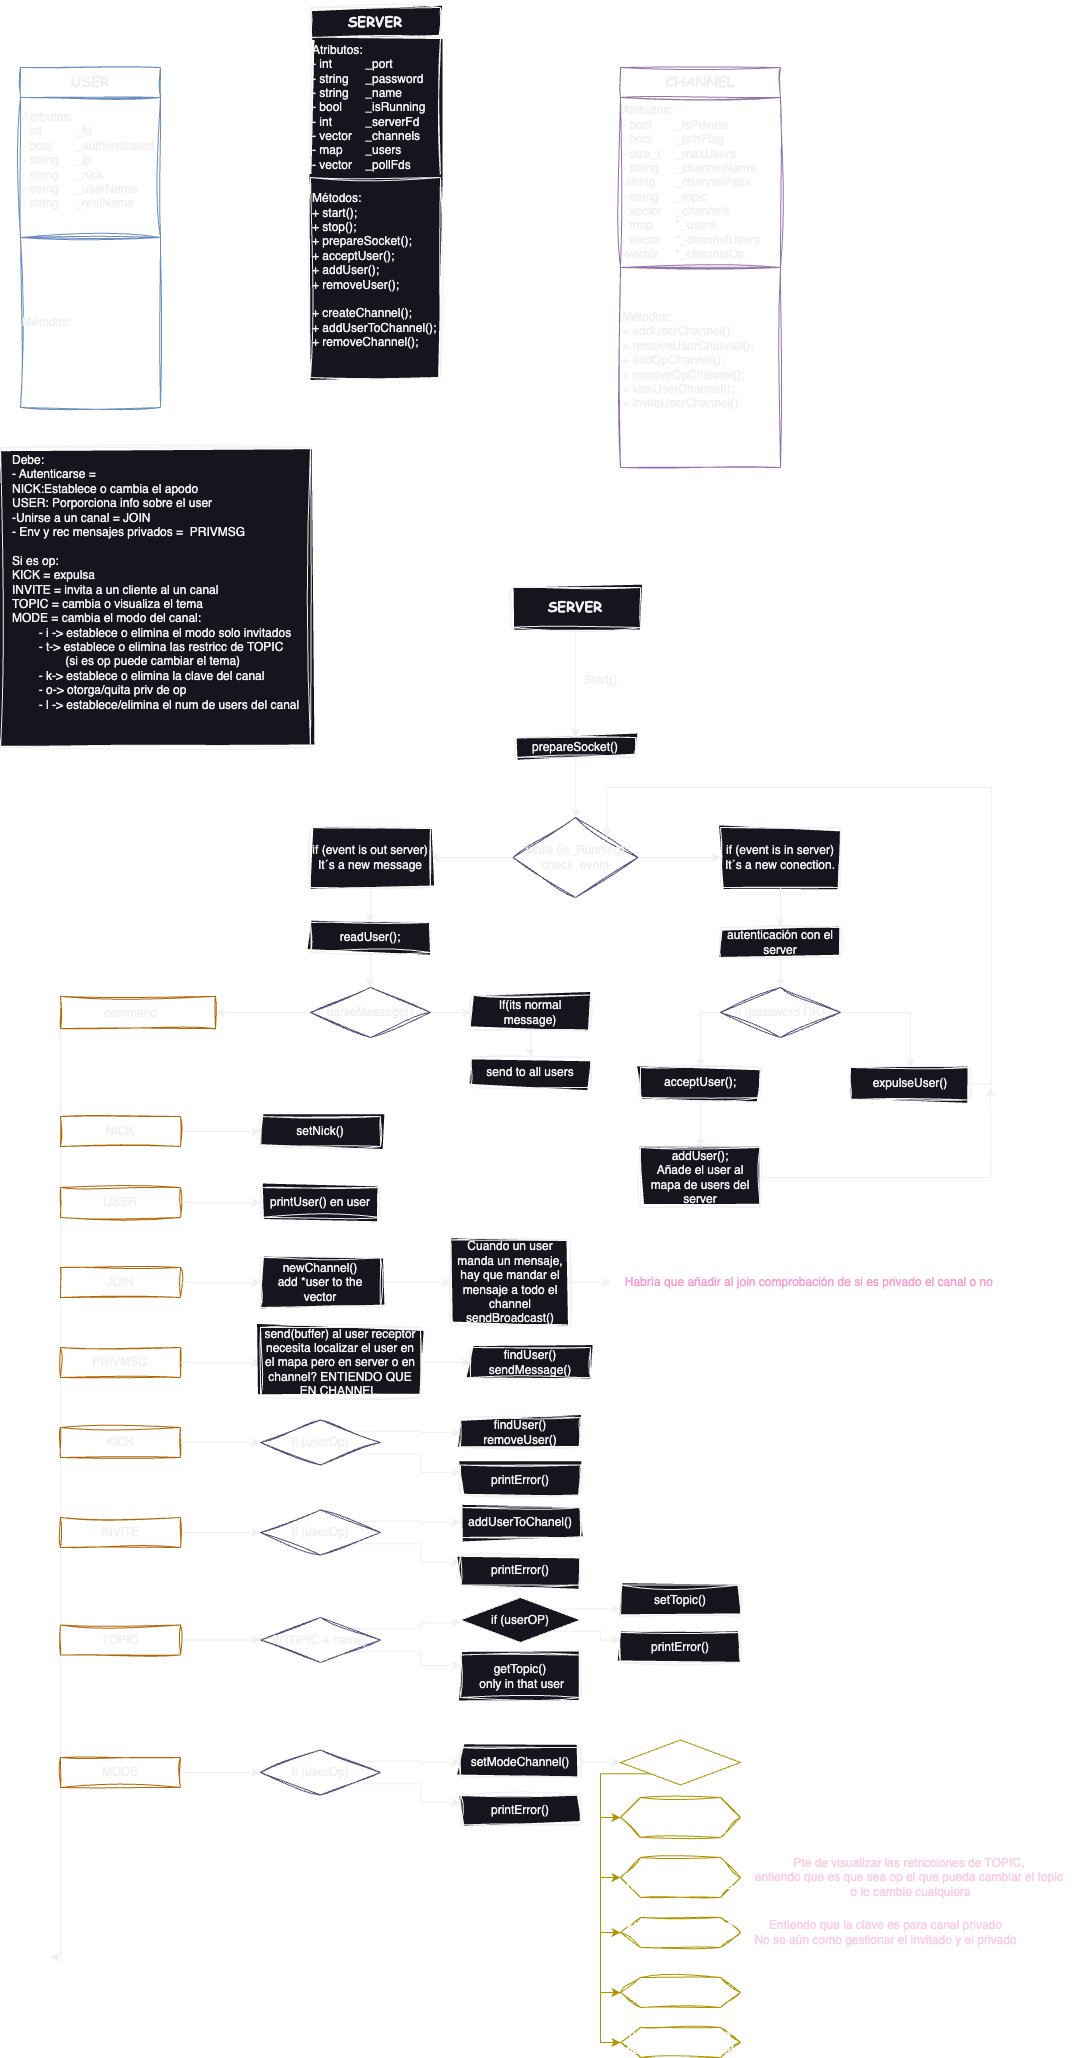 SERVER
Atributos:
- int _port
- string _password
- string _name
- bool _isRunning
- int _serverFd
- vector _channels
- map _users
- vector _pollFds
Métodos:
+ start();
+ stop();
+ prepareSocket();
+ acceptUser();
+ addUser();
+ removeUser();
+ createChannel();
+ addUserToChannel();
+ removeChannel();
USER
Atributos:
- int _fd
- bool _authenticated
- string _ip
- string _nick
- string _userName
- string _realName
Métodos:
CHANNEL
Atributos:
- bool _isPrivate
- bool _joinFlag
- size_t _maxUsers
- string _channelName
-string _channelPass
- string _topic
- vector _channels
- map *_users
- vector *_channelUsers
-vector *_channelOp
Métodos:
+ addUserChannel();
+ removeUserChannel();
+ addOpChannel();
+ removeOpChannel();
+ kickUserChannel();
+ inviteUserChannel();
Debe:
- Autenticarse =
NICK:Establece o cambia el apodo
USER: Porporciona info sobre el user
-Unirse a un canal = JOIN
- Env y rec mensajes privados = PRIVMSG
Si es op:
KICK = expulsa
INVITE = invita a un cliente al un canal
TOPIC = cambia o visualiza el tema
MODE = cambia el modo del canal:
- i -> establece o elimina el modo solo invitados
- t-> establece o elimina las restricc de TOPIC
(si es op puede cambiar el tema)
- k-> establece o elimina la clave del canal
- o-> otorga/quita priv de op
- l -> establece/elimina el num de users del canal
SERVER
Start()
prepareSocket()
while (is_Running)
check event
if (event is out server)
It´s a new message
if (event is in server)
It´s a new conection.
readUser();
autenticación con el
server
parseMessage()
command
If(its normal
message)
send to all users
if (password OK)
acceptUser();
expulseUser()
addUser();
Añade el user al
mapa de users del
server
NICK
setNick()
USER
printUser() en user
JOIN
newChannel()
add *user to the
vector
Cuando un user
manda un mensaje,
hay que mandar el
mensaje a todo el
channel
sendBroadcast()
Habría que añadir al join comprobación de si es privado el canal o no
PRIVMSG
send(buffer) al user receptor
necesita localizar el user en
el mapa pero en server o en
channel? ENTIENDO QUE
EN CHANNEL
findUser()
sendMessage()
KICK
if (userOp)
findUser()
removeUser()
printError()
INVITE
if (userOp)
addUserToChanel()
printError()
TOPIC
if(TOPIC + name)
if (userOP)
setTopic()
printError()
getTopic()
only in that user
MODE
if (userOp)
setModeChannel()
printError()
Pte de visualizar las retricciones de TOPIC,
entiendo que es que sea op el que pueda cambiar el topic
o lo cambie cualquiera
Entiendo que la clave es para canal privado
No se aún como gestionar el invitado y el privado